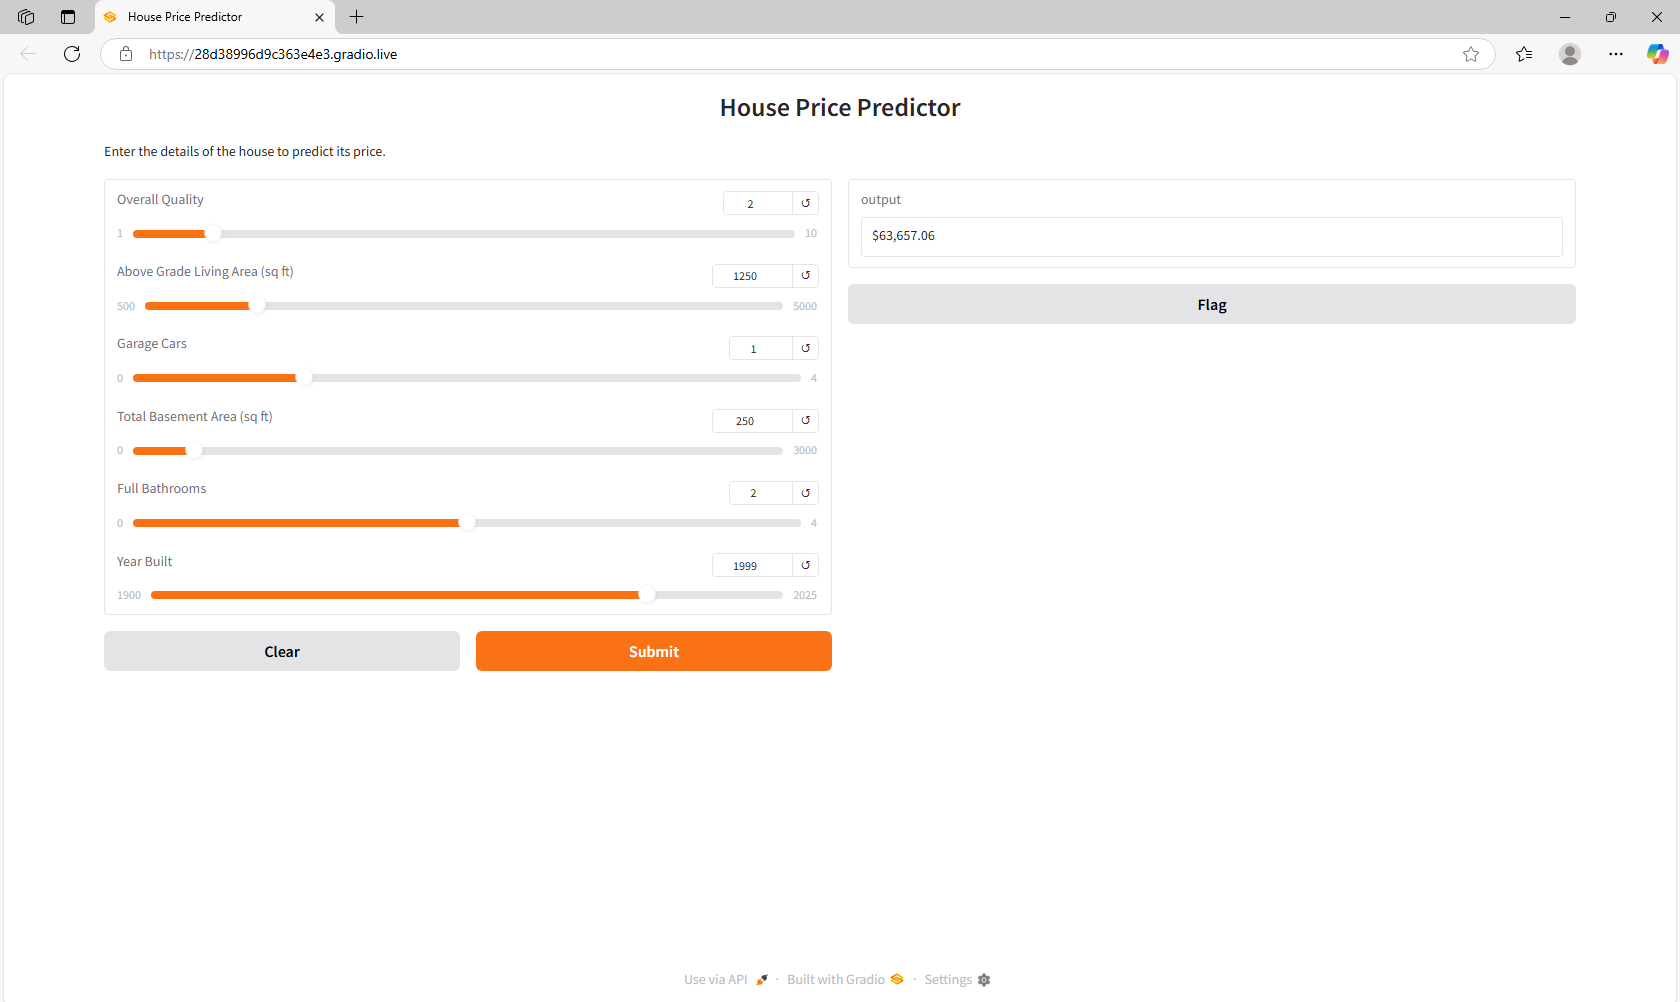 House Price Predictor
https://28d38996d9c363e4e3.gradio.live
House Price Predictor
Enter the details of the house to predict its price.
Overall Quality
2
1
10
Above Grade Living Area (sq ft)
1250
500
5000
Garage Cars
1
0
4
Total Basement Area (sq ft)
250
0
3000
Full Bathrooms
2
0
4
Year Built
1999
1900
2025
Clear
Submit
output
$63,657.06
Flag
Use via API · Built with Gradio · Settings